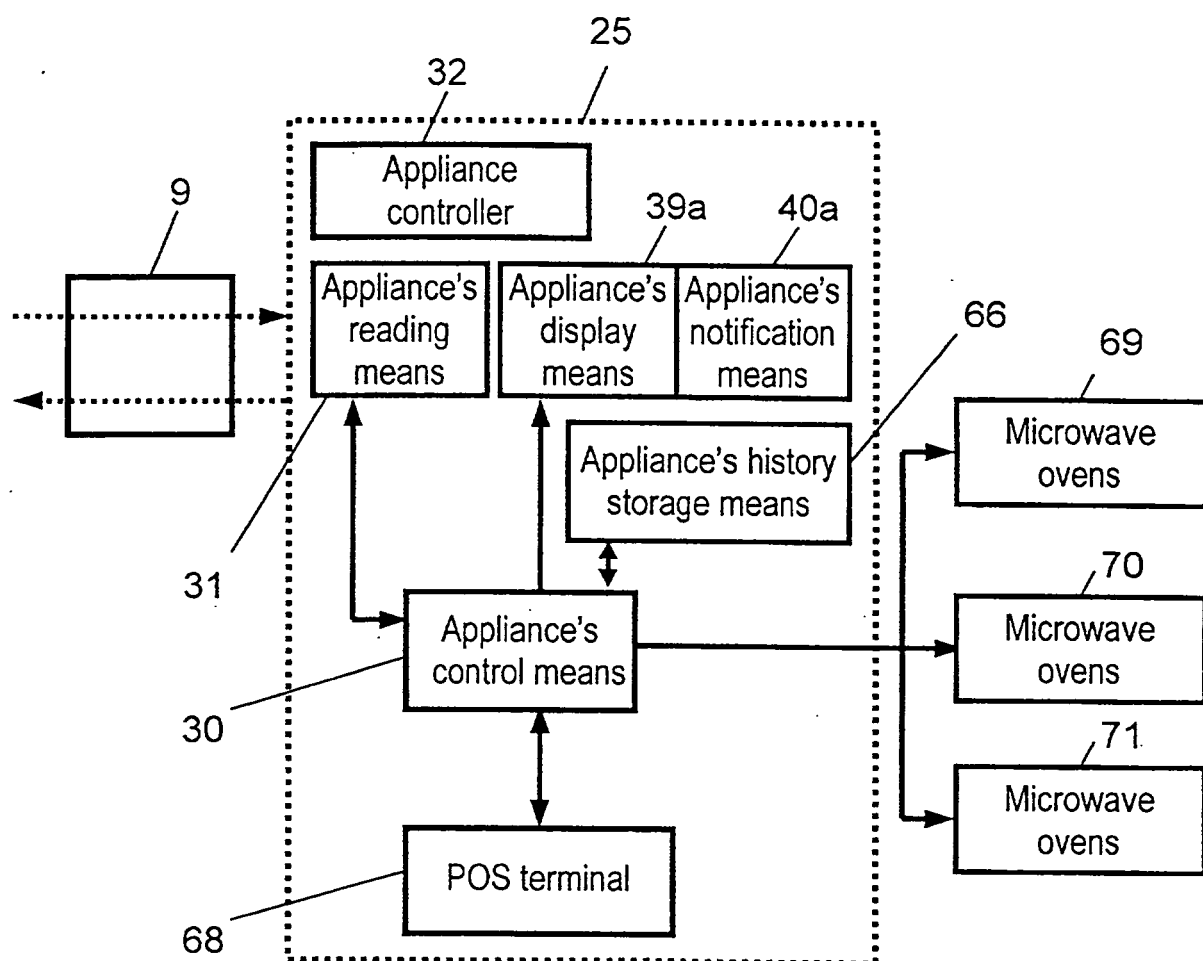 25
32
Appliance
controller
9
39a
40a
Appliance's
reading
means
Appliance's
display
means
Appliance's
notification
means
66
69
Microwave
ovens
Appliance's history
storage means
31
70
Appliance's
control means
Microwave
ovens
30
71
Microwave
ovens
POS terminal
68